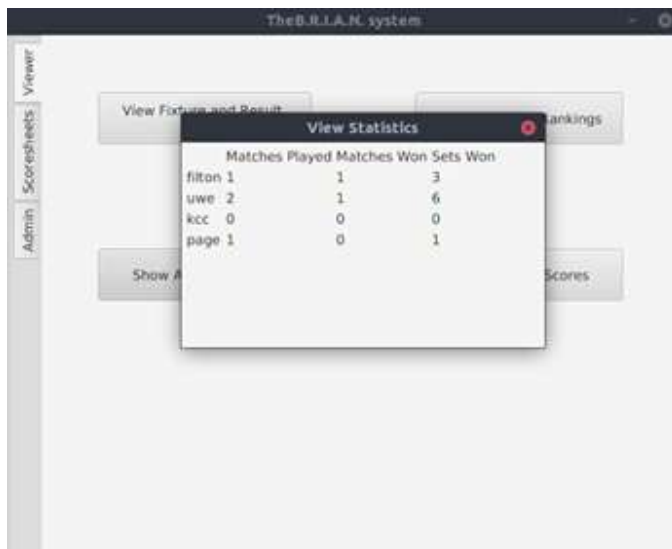 TheB.R.I.A.N. system
Viewer
Scoresheets
Admin
View Fixture and Result
Rankings
View Statistics
Matches Played Matches Won Sets Won
filton 1 1 3
uwe 2 1 6
kcc 0 0 0
page 1 0 1
Show
Scores